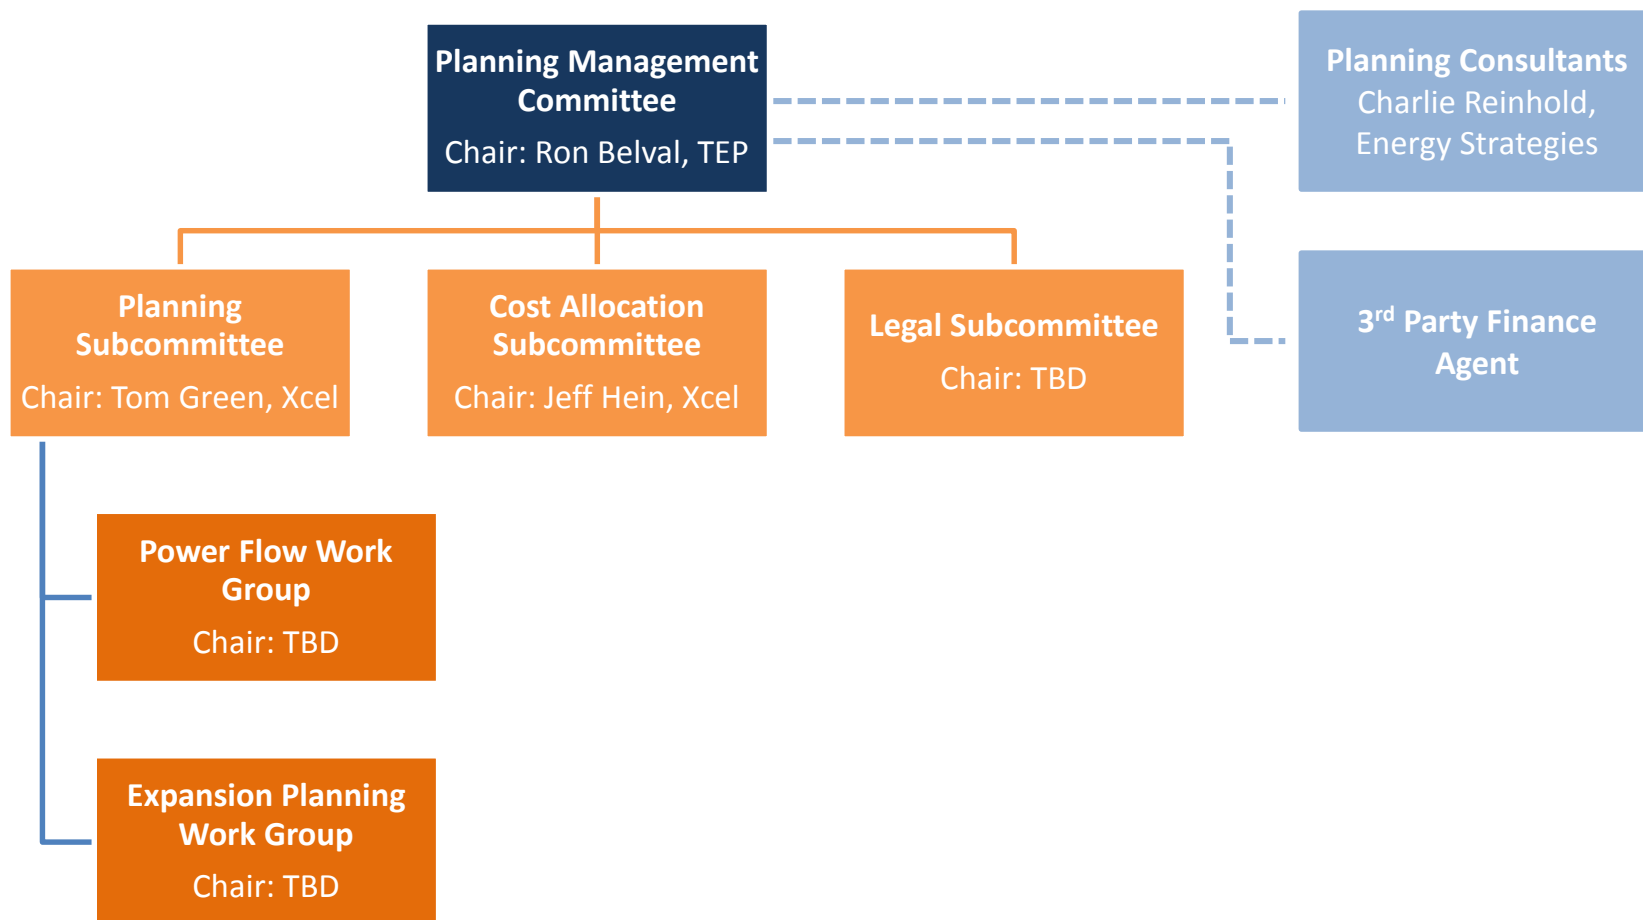 Planning Management
Committee
Chair: Ron Belval, TEP
Planning Consultants
Charlie Reinhold,
Energy Strategies
Planning
Subcommittee
Chair: Tom Green, Xcel
Cost Allocation
Subcommittee
Chair: Jeff Hein, Xcel
Legal Subcommittee
Chair: TBD
3rd Party Finance
Agent
Power Flow Work
Group
Chair: TBD
Expansion Planning
Work Group
Chair: TBD